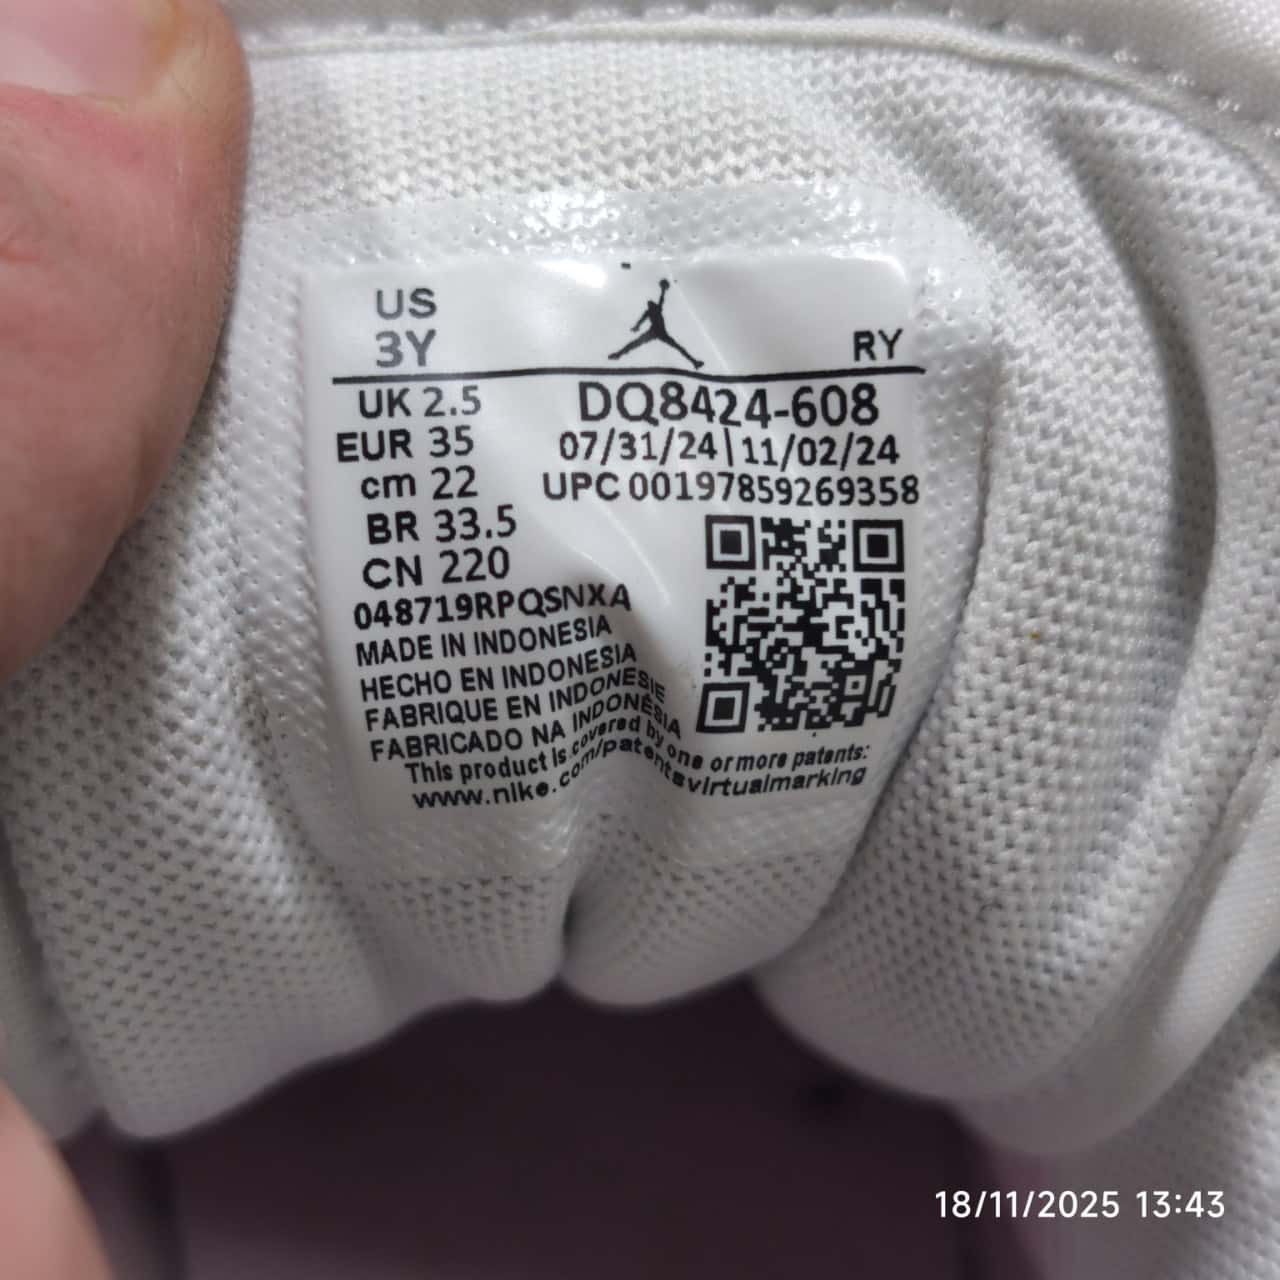 US
3Y
RY
UK 2.5
DQ8424-608
EUR 35
07/31/24|11/02/24
cm 22
UPC 00197859269358
BR 33.5
CN 220
048719RPQSNXA
MADE IN INDONESIA
HECHO EN INDONESIA
FABRIQUE EN INDONÉSIE
FABRICADO NA INDONÉSIA
This product is covered by one or more patents:
www.nike.com/patentsvirtualmarking
18/11/2025 13:43